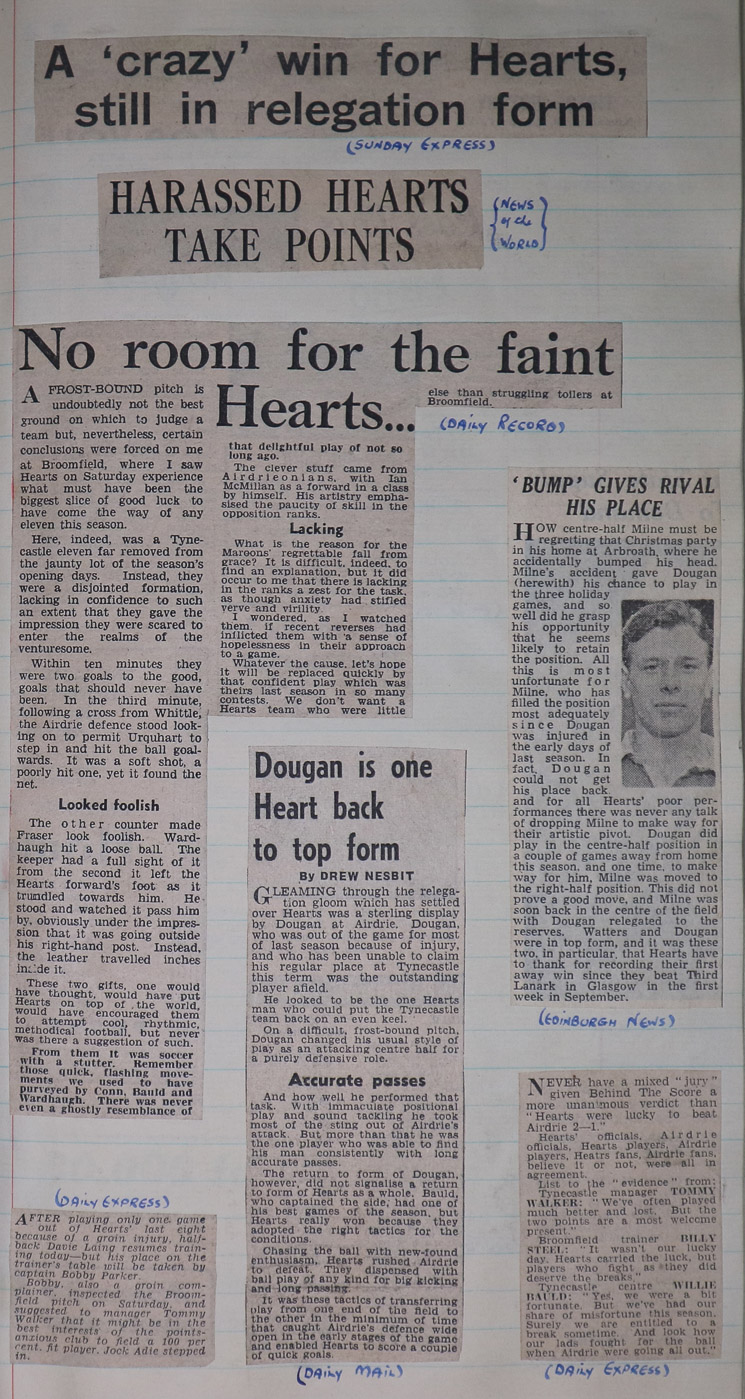 A 'crazy' win for Hearts,
still in relegation form
(SUNDAY EXPRESS)
HARASSED HEARTS
TAKE POINTS
(NEWS
of the
WORLD)
No room for the faint
Hearts...
A FROST-BOUND pitch is
undoubtedly not the best
ground on which to judge a
team but, nevertheless, certain
conclusions were forced on me
at Broomfield, where I saw
Hearts on Saturday experience
what must have been the
biggest slice of good luck to
have come the way of any
eleven this season.
Here, indeed, was a Tyne-
castle eleven far removed from
the jaunty lot of the season's
opening days. Instead, they
were a disjointed formation,
lacking in confidence to such
an extent that they gave the
impression they were scared to
enter the realms of the
venturesome.
Within ten minutes they
were two goals to the good,
goals that should never have
been. In the third minute,
following a cross from Whittle,
the Airdrie defence stood look-
ing on to permit Urquhart to
step in and hit the ball goal-
wards. It was a soft shot, a
poorly hit one, yet it found the
net.
Looked foolish
The other counter made
Fraser look foolish. Ward-
haugh hit a loose ball. The
keeper had a full sight of it
from the second it left the
Hearts forward's foot as it
trundled towards him. He
stood and watched it pass him
by, obviously under the impres-
sion that it was going outside
his right-hand post. Instead,
the leather travelled inches
inside it.
These two gifts, one would
have thought, would have put
Hearts on top of the world,
would have encouraged them
to attempt cool, rhythmic,
methodical football, but never
was there a suggestion of such.
From them it was soccer
with a stutter. Remember
those quick, flashing move-
ments we used to have
purveyed by Conn, Bauld and
Wardhaugh. There was never
even a ghostly resemblance of
that delightful play of not so
long ago.
The clever stuff came from
Airdrieonians, with Ian
McMillan as a forward in a class
by himself. His artistry empha-
sised the paucity of skill in the
opposition ranks.
Lacking
What is the reason for the
Maroons' regrettable fall from
grace? It is difficult, indeed, to
find an explanation, but it did
occur to me that there is lacking
in the ranks a zest for the task,
as though anxiety had stifled
verve and virility.
I wondered, as I watched
them, if recent reverses had
inflicted them with a sense of
hopelessness in their approach
to a game.
Whatever the cause, let's hope
it will be replaced quickly by
that confident play which was
theirs last season in so many
contests. We don't want a
Hearts team who were little
else than struggling toilers at
Broomfield.
(DAILY RECORD)
'BUMP' GIVES RIVAL
HIS PLACE
HOW centre-half Milne must be
regretting that Christmas party
in his home at Arbroath, where he
accidentally bumped his head.
Milne's accident gave Dougan
(herewith) his chance to play in
the three holiday
games, and so
well did he grasp
his opportunity
that he seems
likely to retain
the position. All
this is most
unfortunate for
Milne, who has
filled the position
most adequately
since Dougan
was injured in
the early days of
last season. In
fact, Dougan
could not get
his place back
and for all Hearts' poor per-
formances there was never any talk
of dropping Milne to make way for
their artistic pivot. Dougan did
play in the centre-half position in
a couple of games away from home
this season, and one time, to make
way for him, Milne was moved to
the right-half position. This did not
prove a good move, and Milne was
soon back in the centre of the field
with Dougan relegated to the
reserves. Watters and Dougan
were in top form, and it was these
two, in particular, that Hearts have
to thank for recording their first
away win since they beat Third
Lanark in Glasgow in the first
week in September.
(EDINBURGH NEWS)
Dougan is one
Heart back
to top form
By DREW NESBIT
GLEAMING through the relega-
tion gloom which has settled
over Hearts was a sterling display
by Dougan at Airdrie. Dougan,
who was out of the game for most
of last season because of injury,
and who has been unable to claim
his regular place at Tynecastle
this term was the outstanding
player afield.
He looked to be the one Hearts
man who could put the Tynecastle
team back on an even keel.
On a difficult, frost-bound pitch,
Dougan changed his usual style of
play as an attacking centre half for
a purely defensive role.
Accurate passes
And how well he performed that
task. With immaculate positional
play and sound tackling he took
most of the sting out of Airdrie's
attack. But more than that he was
the one player who was able to find
his man consistently with long
accurate passes.
The return to form of Dougan,
however, did not signalise a return
to form of Hearts as a whole. Bauld,
who captained the side, had one of
his best games of the season, but
Hearts really won because they
adopted the right tactics for the
conditions.
Chasing the ball with new-found
enthusiasm, Hearts rushed Airdrie
to defeat. They dispensed with
ball play of any kind for big kicking
and long passing.
It was these tactics of transferring
play from one end of the field to
the other in the minimum of time
that caught Airdrie's defence wide
open in the early stages of the game
and enabled Hearts to score a couple
of quick goals.
(DAILY MAIL)
(DAILY EXPRESS)
AFTER playing only one game
out of Hearts' last eight
because of a groin injury, half-
back Davie Laing resumes train-
ing today—but his place on the
trainer's table will be taken by
captain Bobby Parker.
Bobby, also a groin com-
plainer, inspected the Broom-
field pitch on Saturday, and
suggested to manager Tommy
Walker that it might be in the
best interests of the points-
anxious club to field a 100 per
cent. fit player. Jock Adie stepped
in.
NEVER have a mixed "jury"
given Behind The Score a
more unanimous verdict than
"Hearts were lucky to beat
Airdrie 2—1."
Hearts' officials, Airdrie
officials, Hearts players, Airdrie
players, Heatrs fans, Airdrie fans,
believe it or not, were all in
agreement.
List to the "evidence" from:
Tynecastle manager TOMMY
WALKER: "We've often played
much better and lost. But the
two points are a most welcome
present."
Broomfield trainer BILLY
STEEL: "It wasn't our lucky
day. Hearts carried the luck, but
players who fight as they did
deserve the breaks."
Tynecastle centre WILLIE
BAULD: "Yes, we were a bit
fortunate. But we've had our
share of misfortune this season.
Surely we are entitled to a
break sometime. And look how
our lads fought for the ball
when Airdrie were going all out."
(DAILY EXPRESS)